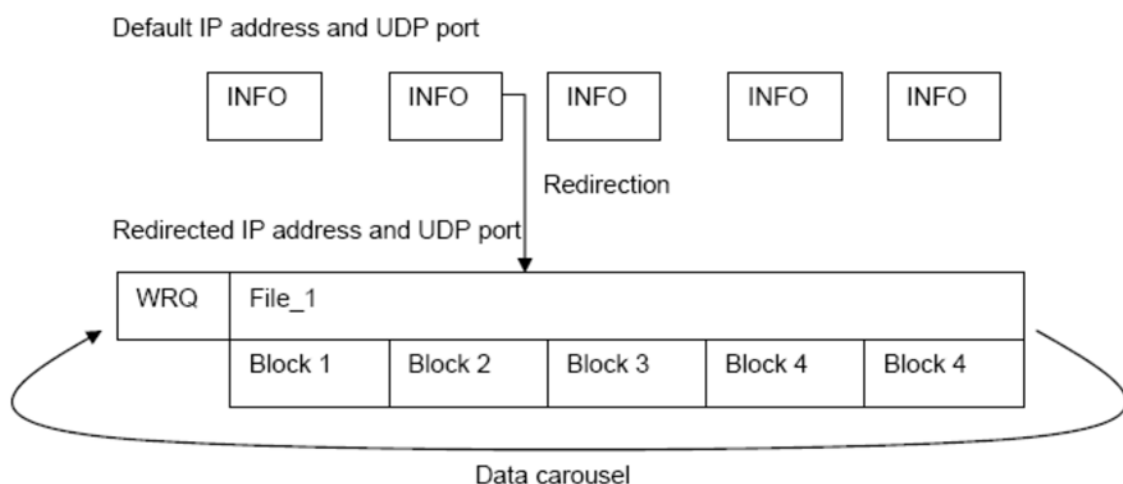 Default IP address and UDP port
INFO INFO INFO INFO INFO
Redirection
Redirected IP address and UDP port
WRQ File_1
Block 1 Block 2 Block 3 Block 4 Block 4
Data carousel